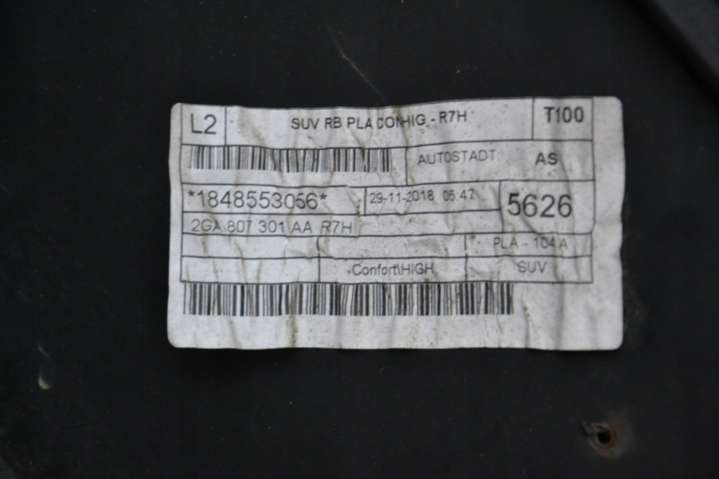 L2 SUV RB PLA CON-HIG - R7H T100
AUTOSTADT AS
*1848553056* 29-11-2018 05:47 5626
2GA 807 301 AA R7H
PLA - 104 A
Confort\HIGH SUV